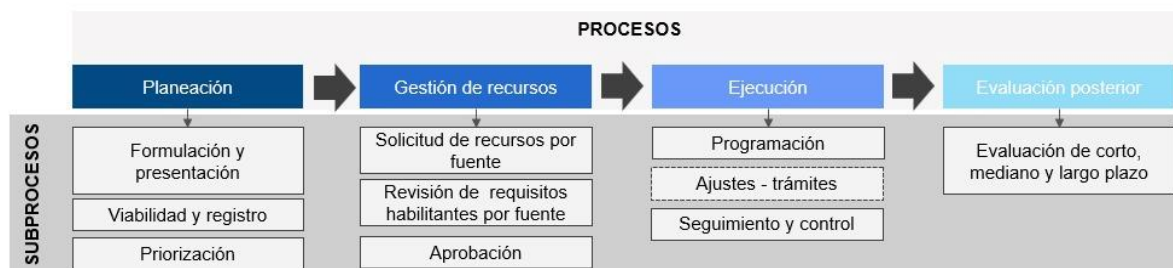 PROCESOS
Planeación
Gestión de recursos
Ejecución
Evaluación posterior
SUBPROCESOS
Formulación y
presentación
Viabilidad y registro
Priorización
Solicitud de recursos por
fuente
Revisión de requisitos
habilitantes por fuente
Aprobación
Programación
Ajustes - trámites
Seguimiento y control
Evaluación de corto,
mediano y largo plazo